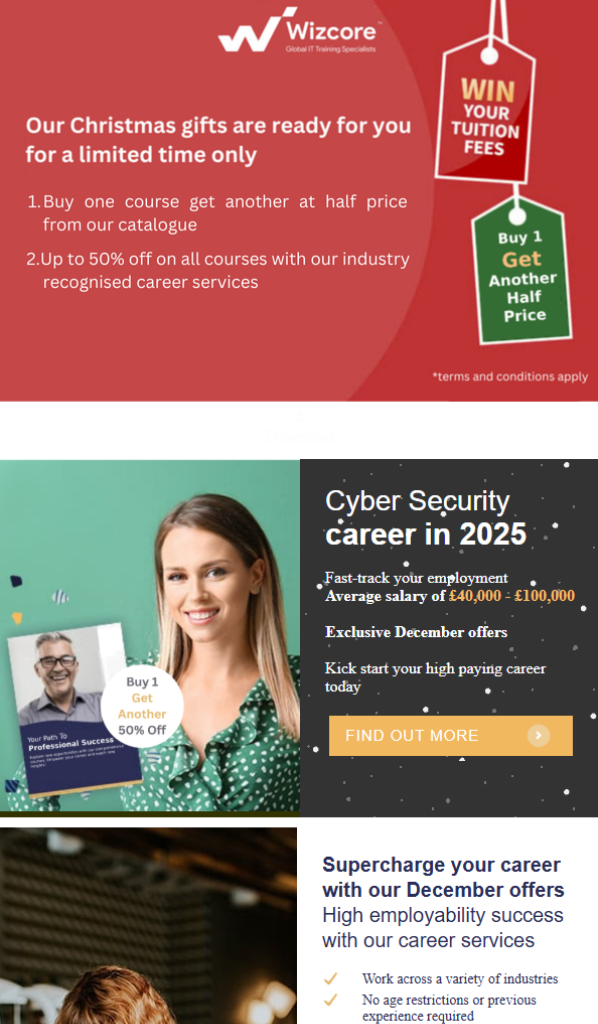 Wizcore
Global IT Training Specialists
Our Christmas gifts are ready for you
for a limited time only
1. Buy one course get another at half price
from our catalogue
2. Up to 50% off on all courses with our industry
recognised career services
WIN
YOUR
TUITION
FEES
Buy 1
Get
Another
Half
Price
*terms and conditions apply
Your Path To
Professional Success
Buy 1
Get
Another
50% Off
Cyber Security
career in 2025
Fast-track your employment
Average salary of £40,000 - £100,000
Exclusive December offers
Kick start your high paying career
today
FIND OUT MORE
Supercharge your career
with our December offers
High employability success
with our career services
Work across a variety of industries
No age restrictions or previous
experience required